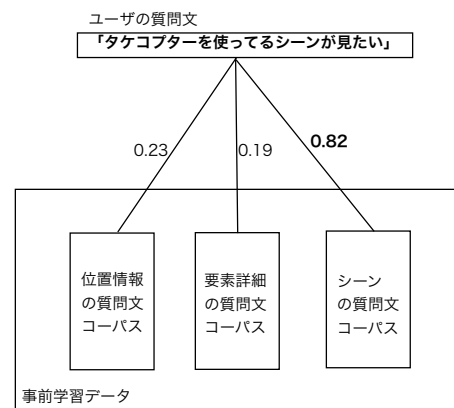 ユーザの質問文
「タケコプターを使ってるシーンが見たい」
0.23
0.19
0.82
位置情報
の質問文
コーパス
要素詳細
の質問文
コーパス
シーン
の質問文
コーパス
事前学習データ